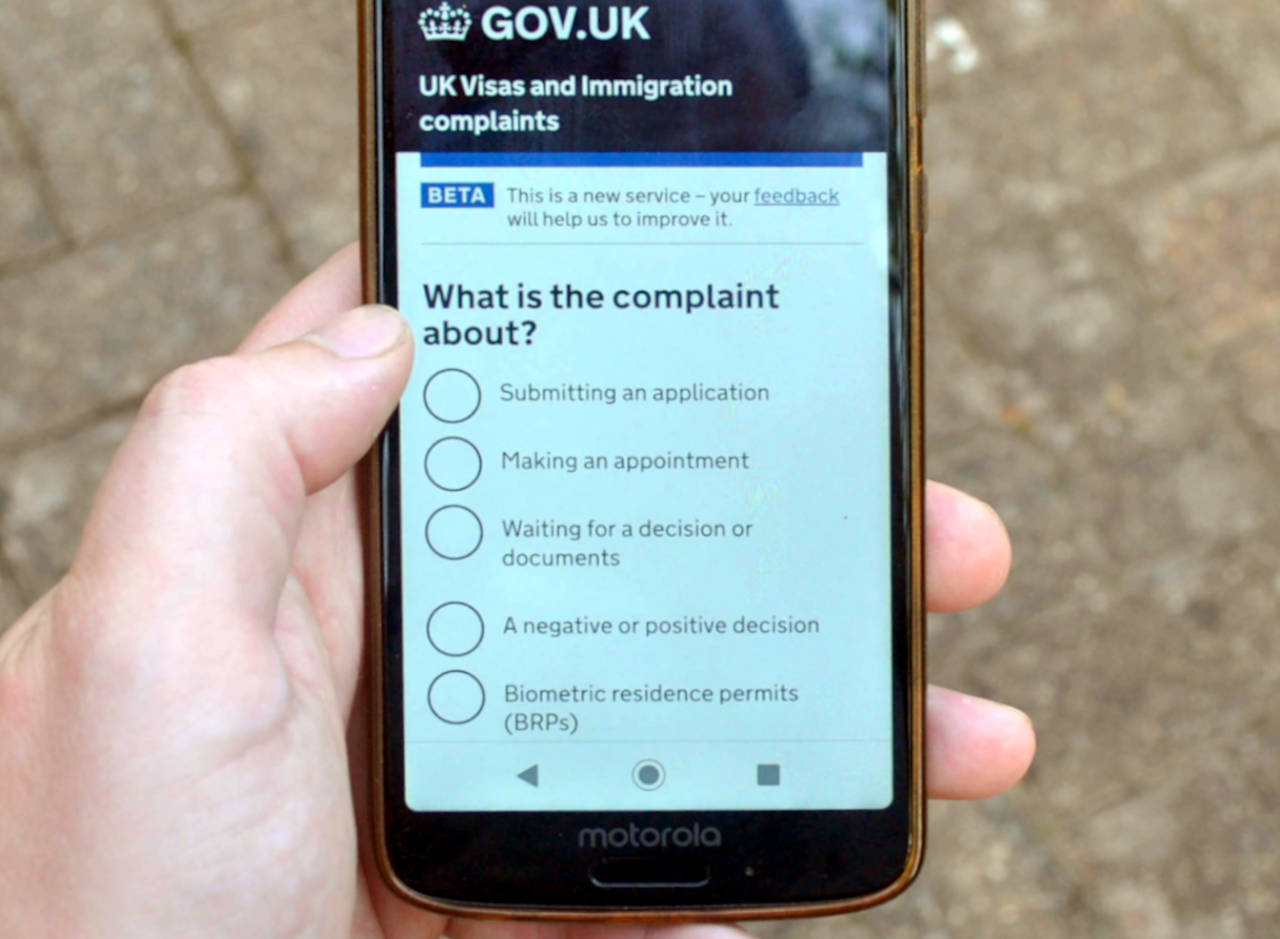 GOV.UK
UK Visas and Immigration
complaints
BETA This is a new service – your feedback
will help us to improve it.
What is the complaint
about?
Submitting an application
Making an appointment
Waiting for a decision or
documents
A negative or positive decision
Biometric residence permits
(BRPs)
motorola